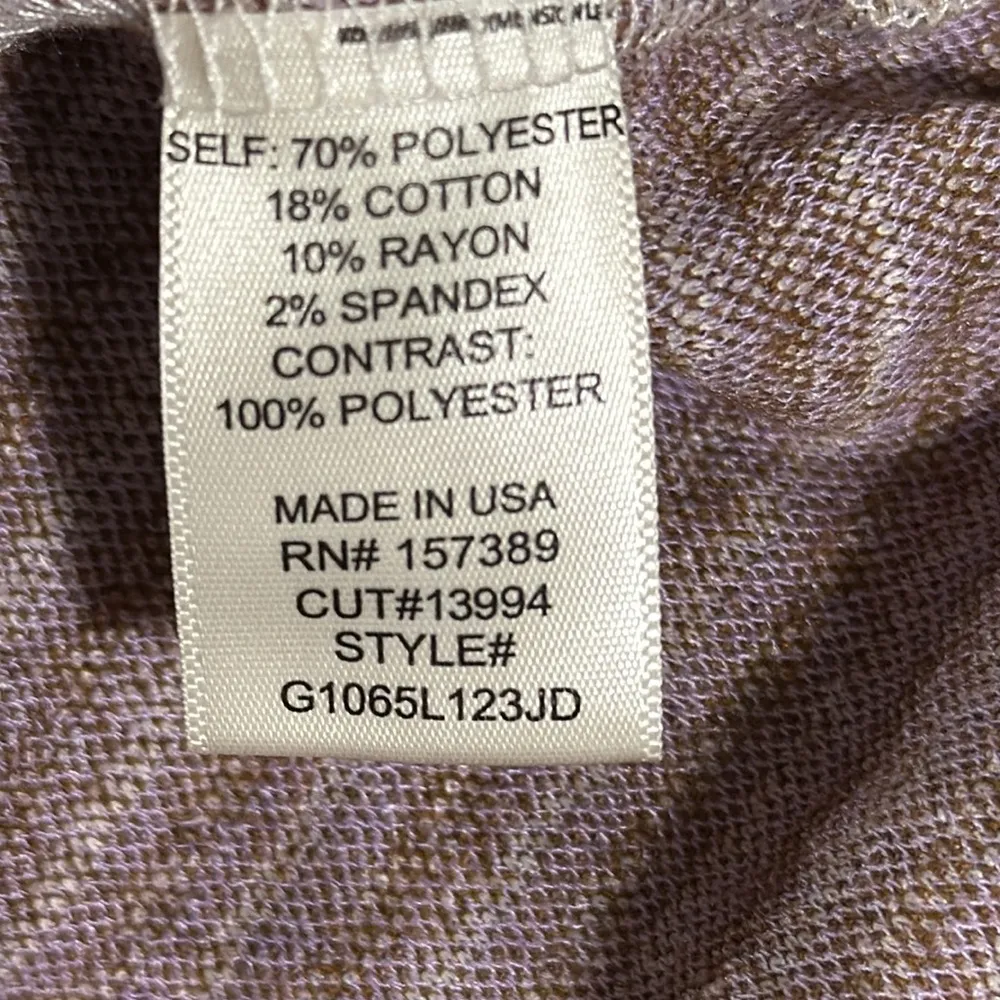 SELF: 70% POLYESTER
18% COTTON
10% RAYON
2% SPANDEX
CONTRAST:
100% POLYESTER
MADE IN USA
RN# 157389
CUT#13994
STYLE#
G1065L123JD